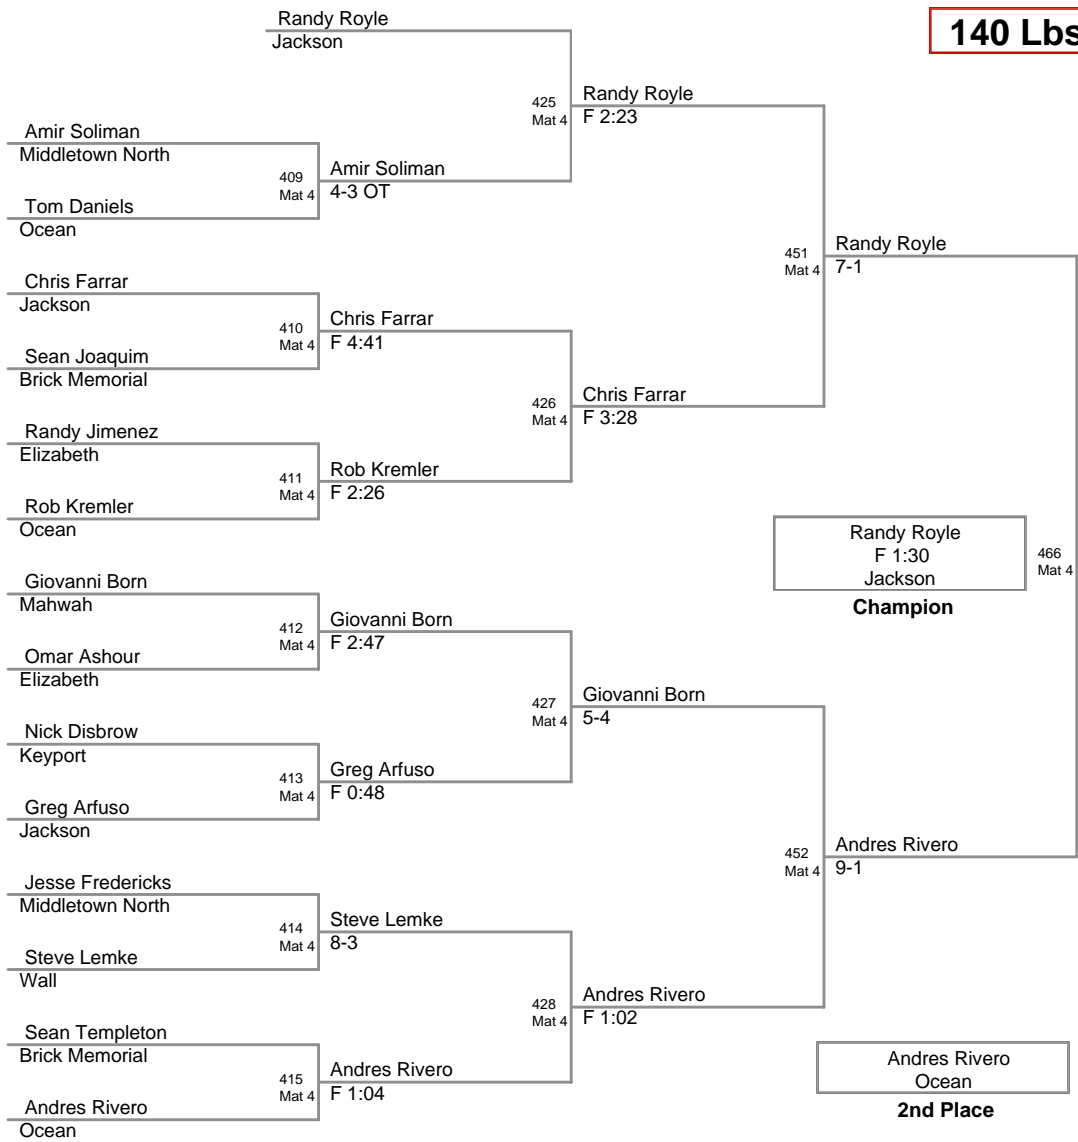 Randy Royle
Jackson
140 Lbs
425
Mat 4
Randy Royle
F 2:23
Amir Soliman
Middletown North
409
Mat 4
Amir Soliman
4-3 OT
Tom Daniels
Ocean
451
Mat 4
Randy Royle
7-1
Chris Farrar
Jackson
410
Mat 4
Chris Farrar
F 4:41
Sean Joaquim
Brick Memorial
426
Mat 4
Chris Farrar
F 3:28
Randy Jimenez
Elizabeth
411
Mat 4
Rob Kremler
F 2:26
Rob Kremler
Ocean
Randy Royle
F 1:30
Jackson
Champion
466
Mat 4
Giovanni Born
Mahwah
412
Mat 4
Giovanni Born
F 2:47
Omar Ashour
Elizabeth
427
Mat 4
Giovanni Born
5-4
Nick Disbrow
Keyport
413
Mat 4
Greg Arfuso
F 0:48
Greg Arfuso
Jackson
452
Mat 4
Andres Rivero
9-1
Jesse Fredericks
Middletown North
414
Mat 4
Steve Lemke
8-3
Steve Lemke
Wall
428
Mat 4
Andres Rivero
F 1:02
Sean Templeton
Brick Memorial
415
Mat 4
Andres Rivero
F 1:04
Andres Rivero
Ocean
Andres Rivero
Ocean
2nd Place